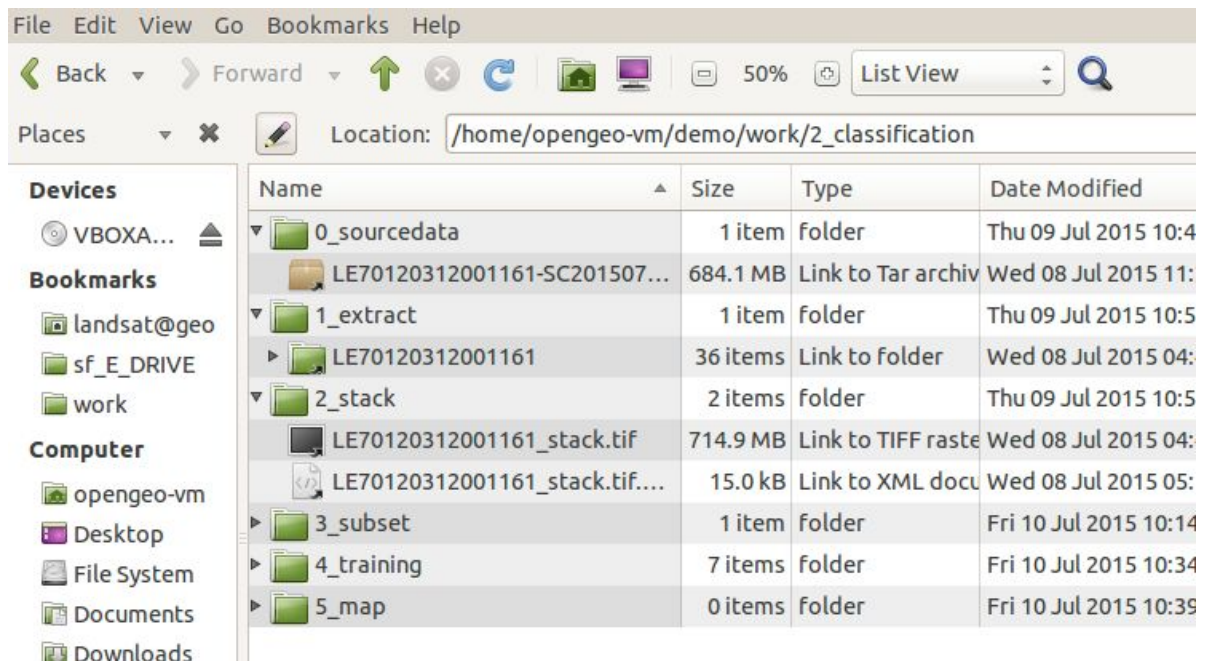 File Edit View Go Bookmarks Help
Back Forward 50% List View
Places Location: /home/opengeo-vm/demo/work/2_classification
Devices
VBOXA...
Bookmarks
landsat@geo
sf_E_DRIVE
work
Computer
opengeo-vm
Desktop
File System
Documents
Downloads
Name Size Type Date Modified
0_sourcedata 1 item folder Thu 09 Jul 2015 10:4
LE70120312001161-SC201507... 684.1 MB Link to Tar archiv Wed 08 Jul 2015 11:
1_extract 1 item folder Thu 09 Jul 2015 10:5
LE70120312001161 36 items Link to folder Wed 08 Jul 2015 04:
2_stack 2 items folder Thu 09 Jul 2015 10:5
LE70120312001161_stack.tif 714.9 MB Link to TIFF raste Wed 08 Jul 2015 04:
LE70120312001161_stack.tif.... 15.0 kB Link to XML docu Wed 08 Jul 2015 05:
3_subset 1 item folder Fri 10 Jul 2015 10:14
4_training 7 items folder Fri 10 Jul 2015 10:34
5_map 0 items folder Fri 10 Jul 2015 10:39